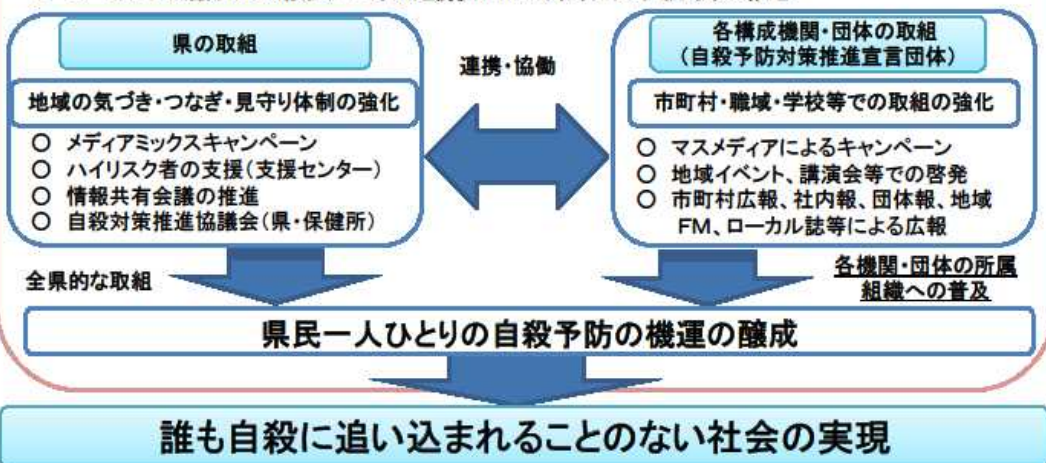 県の取組
地域の気づき・つなぎ・見守り体制の強化
○ メディアミックスキャンペーン
○ ハイリスク者の支援(支援センター)
○ 情報共有会議の推進
○ 自殺対策推進協議会(県・保健所)
連携・協働
各構成機関・団体の取組
(自殺予防対策推進宣言団体)
市町村・職域・学校等での取組の強化
○ マスメディアによるキャンペーン
○ 地域イベント、講演会等での啓発
○ 市町村広報、社内報、団体報、地域
FM、ローカル誌等による広報
全県的な取組
各機関・団体の所属
組織への普及
県民一人ひとりの自殺予防の機運の醸成
誰も自殺に追い込まれることのない社会の実現